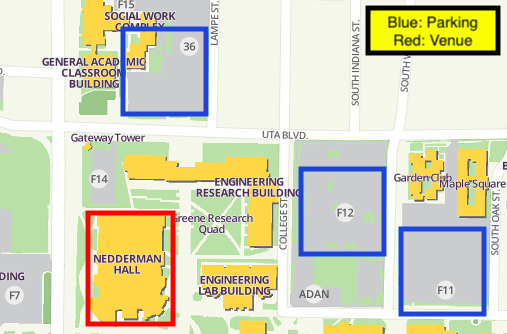 F15
SOCIAL WORK
COMPLEX
36
LAMPE ST.
Blue: Parking
Red: Venue
GENERAL ACADEMIC
CLASSROOM
BUILDING
D.
SOUTH INDIANA ST.
SOUTH W
UTA BLVD.
Gateway Tower
F14
ENGINEERING
RESEARCH BUILDING
Garden Club
Maple Square
B
F12
Greene Research
Quad
COLLEGE ST.
SOUTH OAK ST.
NEDDERMAN
HALL
ENGINEERING
LAB BUILDING
DING
F7
ADAN
F11